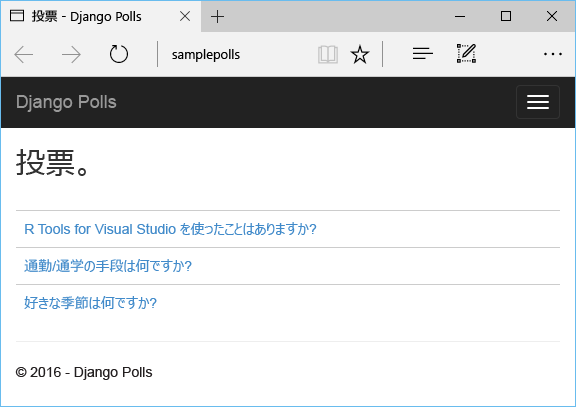 投票 - Django Polls
samplepolls
Django Polls
投票。
R Tools for Visual Studio を使ったことはありますか?
通勤/通学の手段は何ですか?
好きな季節は何ですか?
© 2016 - Django Polls